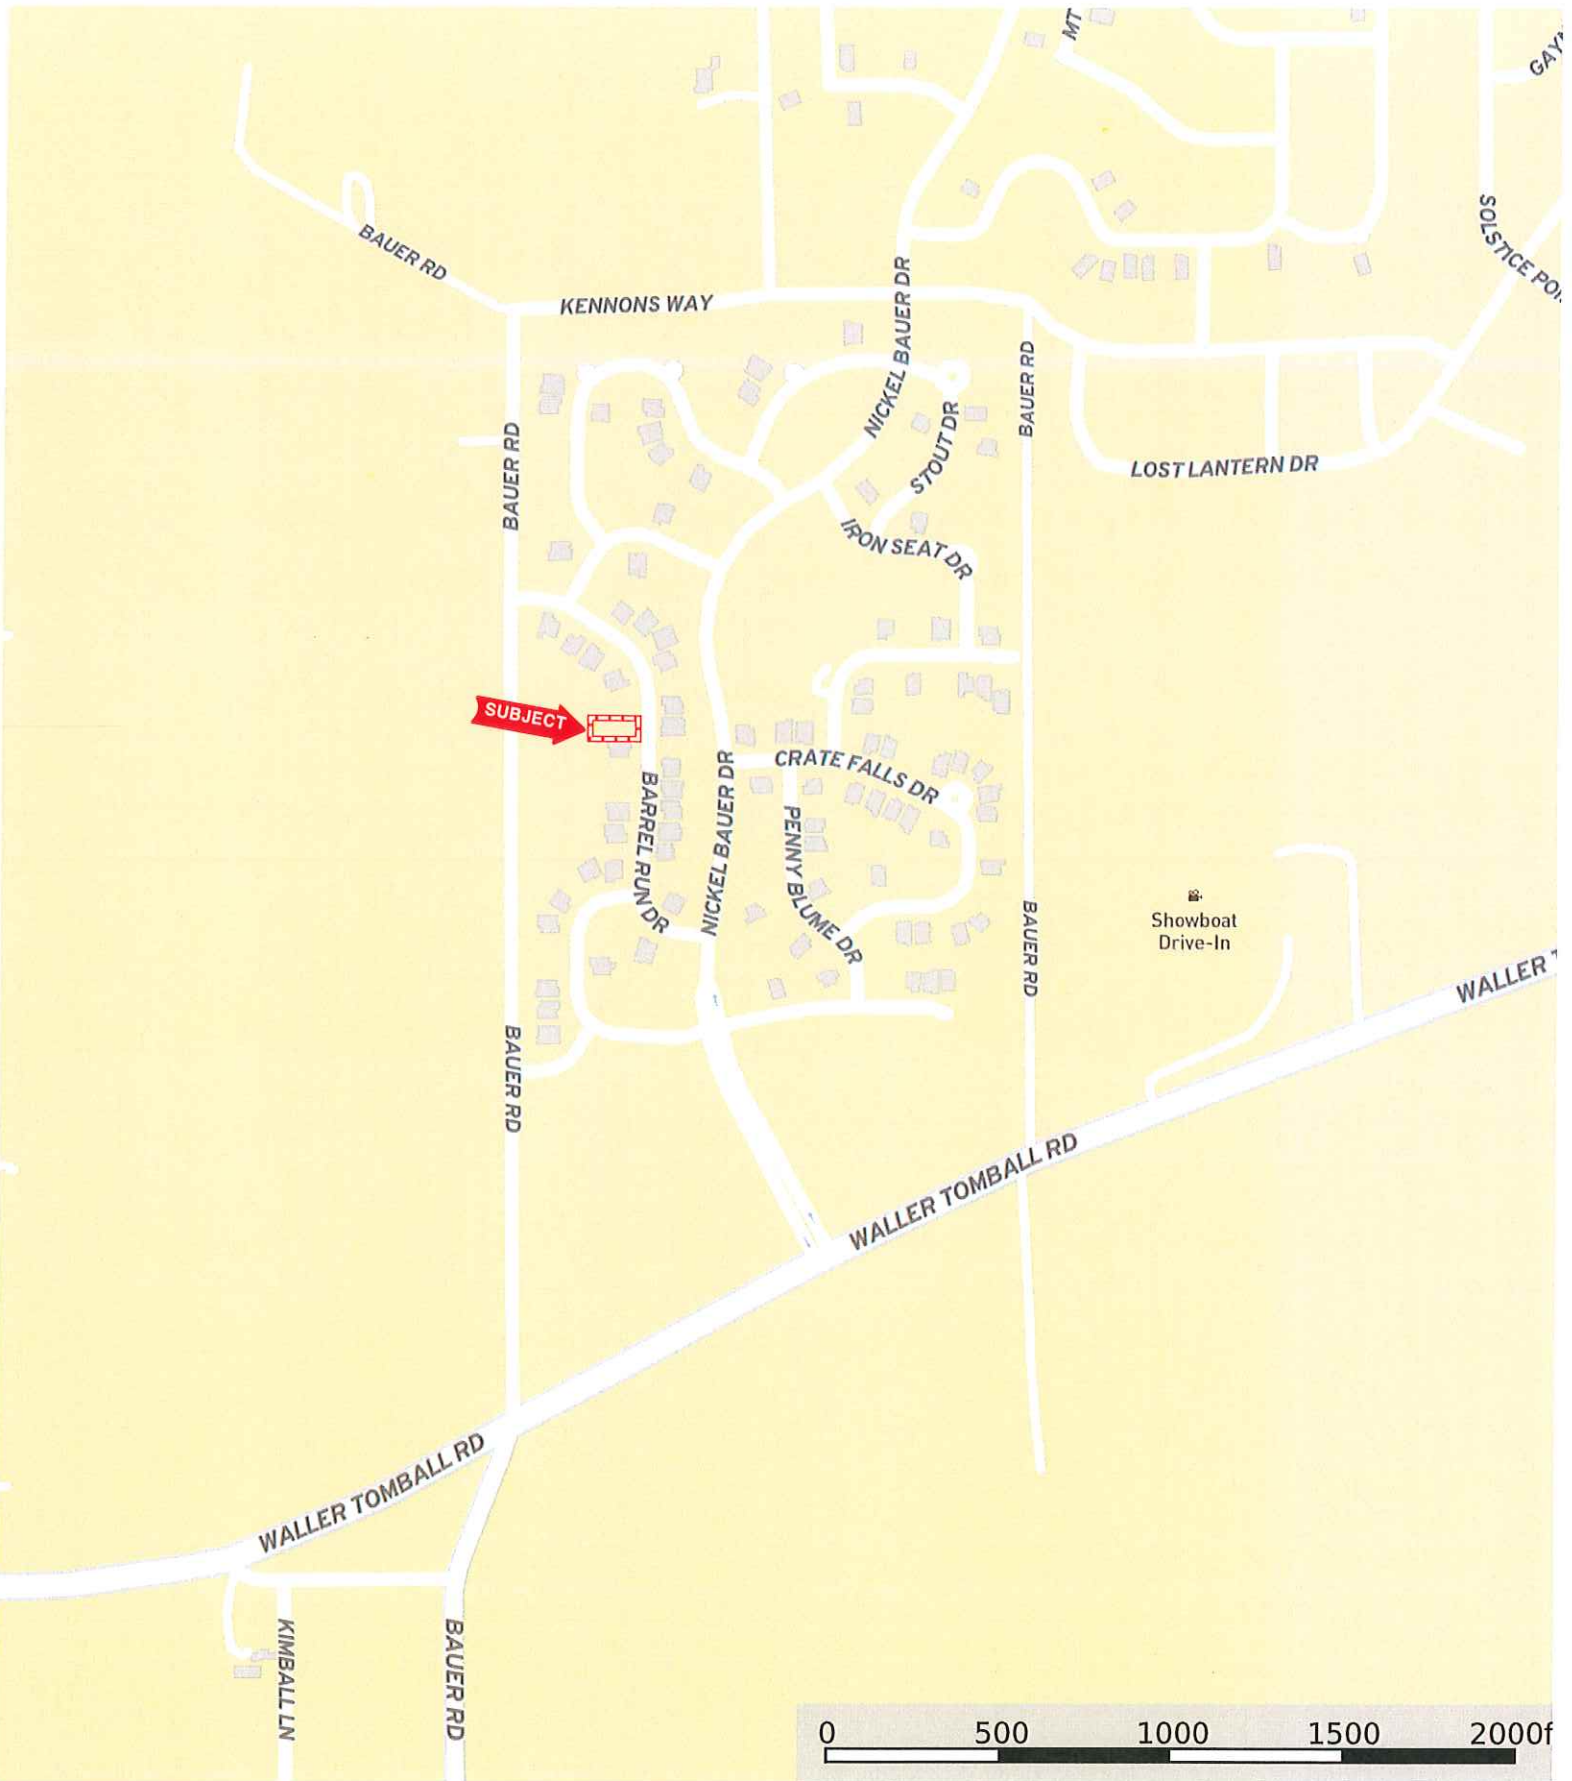 MT
GAYN
BAUER RD
KENNONS WAY
NICKEL BAUER DR
SOLSTICE POI
BAUER RD
BAUER RD
STOUT DR
LOST LANTERN DR
IRON SEAT DR
SUBJECT
CRATE FALLS DR
BARREL RUN DR
NICKEL BAUER DR
PENNY BLUME DR
BAUER RD
Showboat
Drive-In
WALLER T
BAUER RD
WALLER TOMBALL RD
WALLER TOMBALL RD
KIMBALL LN
BAUER RD
0 500 1000 1500 2000f